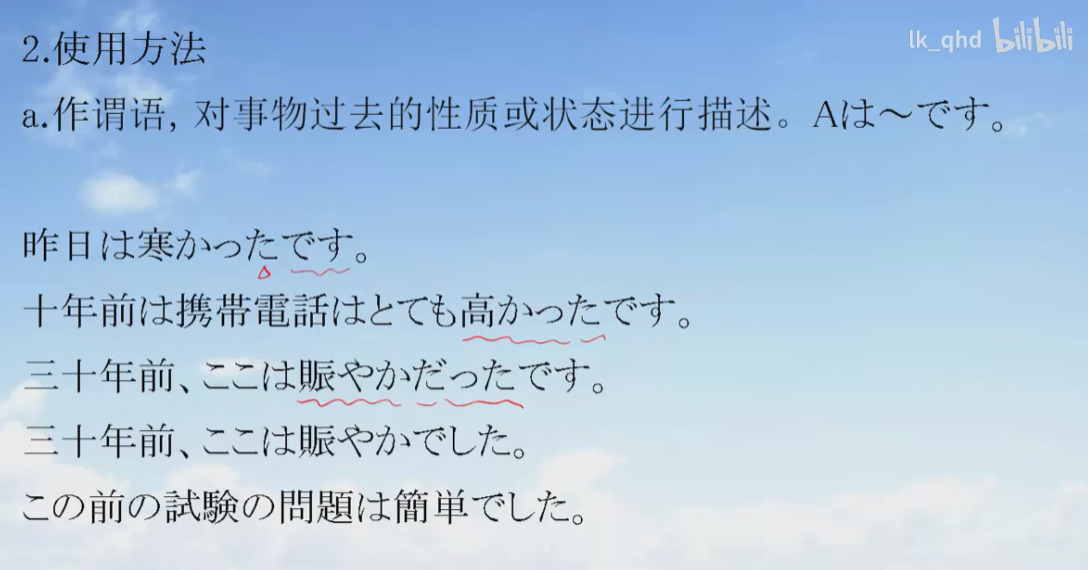 lk_qhd bilibili
2.使用方法
a.作谓语, 对事物过去的性质或状态进行描述。Aは～です。
昨日は寒かったです。
十年前は携帯電話はとても高かったです。
三十年前、ここは賑やかだったです。
三十年前、ここは賑やかでした。
この前の試験の問題は簡単でした。